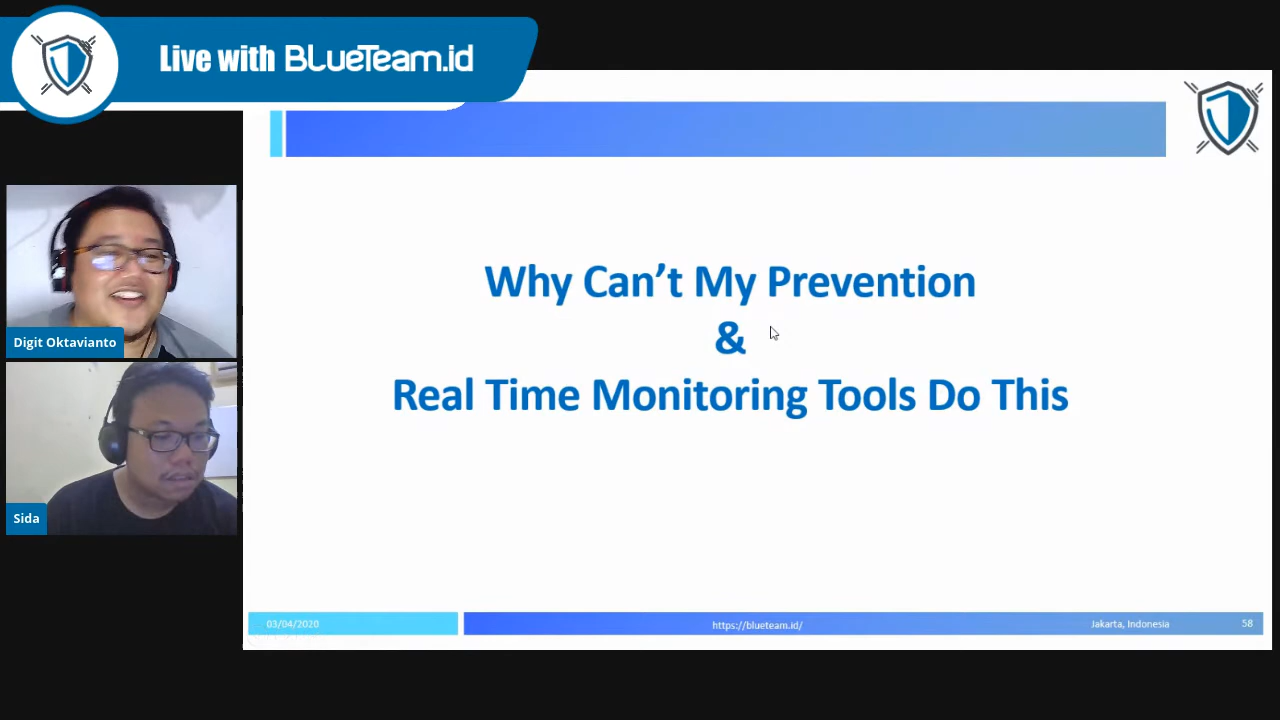 Live with BLueTeam.id
Digit Oktavianto
Sida
Why Can’t My Prevention
&
Real Time Monitoring Tools Do This
03/04/2020
https://blueteam.id/
Jakarta, Indonesia
58